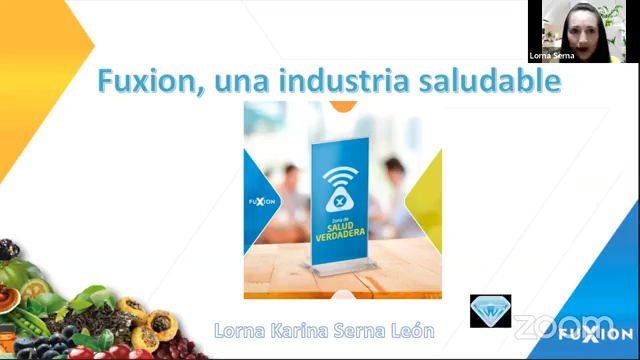 Lorna Serna
Fuxion, una industria saludable
FUXION
Zona de
SALUD
VERDADERA
Lorna Karina Serna León
zoom
FUXION